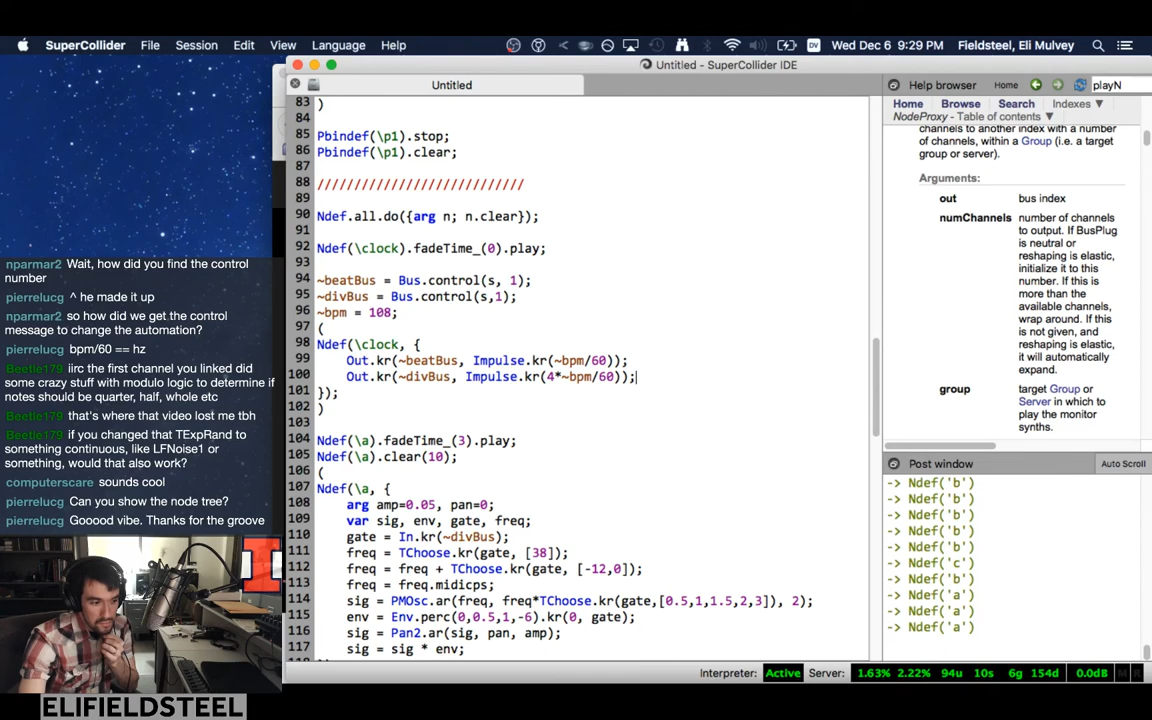 SuperCollider File Session Edit View Language Help
DV Wed Dec 6 9:29 PM Fieldsteel, Eli Mulvey
Untitled - SuperCollider IDE
Untitled
83 )
84
85 Pbindef(\p1).stop;
86 Pbindef(\p1).clear;
87
88 ////////////////////////////
89
90 Ndef.all.do({arg n; n.clear});
91
92 Ndef(\clock).fadeTime_(0).play;
93
94 ~beatBus = Bus.control(s, 1);
95 ~divBus = Bus.control(s,1);
96 ~bpm = 108;
97 (
98 Ndef(\clock, {
99 Out.kr(~beatBus, Impulse.kr(~bpm/60));
100 Out.kr(~divBus, Impulse.kr(4*~bpm/60));
101 });
102 )
103
104 Ndef(\a).fadeTime_(3).play;
105 Ndef(\a).clear(10);
106 (
107 Ndef(\a, {
108 arg amp=0.05, pan=0;
109 var sig, env, gate, freq;
110 gate = In.kr(~divBus);
111 freq = TChoose.kr(gate, [38]);
112 freq = freq + TChoose.kr(gate, [-12,0]);
113 freq = freq.midicps;
114 sig = PMOsc.ar(freq, freq*TChoose.kr(gate,[0.5,1,1.5,2,3]), 2);
115 env = Env.perc(0,0.5,1,-6).kr(0, gate);
116 sig = Pan2.ar(sig, pan, amp);
117 sig = sig * env;
Help browser Home playN
Home Browse Search Indexes ▼
NodeProxy - Table of contents ▼
channels to another index with a number
of channels, within a Group (i.e. a target
group or server).
Arguments:
out bus index
numChannels number of channels
to output. If BusPlug
is neutral or
reshaping is elastic,
initialize it to this
number. If this is
more than the
available channels,
wrap around. If this
is not given, and
reshaping is elastic,
it will automatically
expand.
group target Group or
Server in which to
play the monitor
synths.
Post window Auto Scroll
-> Ndef('b')
-> Ndef('b')
-> Ndef('b')
-> Ndef('b')
-> Ndef('b')
-> Ndef('c')
-> Ndef('b')
-> Ndef('a')
-> Ndef('a')
-> Ndef('a')
Interpreter: Active Server: 1.63% 2.22% 94u 10s 6g 154d 0.0dB M R
nparmar2 Wait, how did you find the control
number
pierrelucg ^ he made it up
nparmar2 so how did we get the control
message to change the automation?
pierrelucg bpm/60 == hz
Beetle179 iirc the first channel you linked did
some crazy stuff with modulo logic to determine if
notes should be quarter, half, whole etc
Beetle179 that's where that video lost me tbh
Beetle179 if you changed that TExpRand to
something continuous, like LFNoise1 or
something, would that also work?
computerscare sounds cool
pierrelucg Can you show the node tree?
pierrelucg Gooood vibe. Thanks for the groove
I
ELIFIELDSTEEL